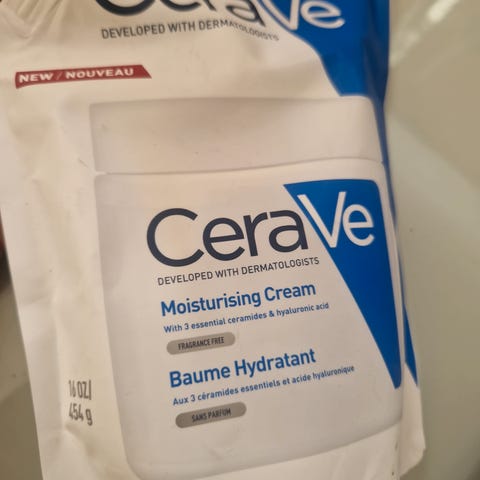 CeraVe
DEVELOPED WITH DERMATOLOGISTS
NEW / NOUVEAU
CeraVe
DEVELOPED WITH DERMATOLOGISTS
Moisturising Cream
With 3 essential ceramides & hyaluronic acid
FRAGRANCE FREE
Baume Hydratant
Aux 3 céramides essentiels et acide hyaluronique
SANS PARFUM
16 OZ/
454 g